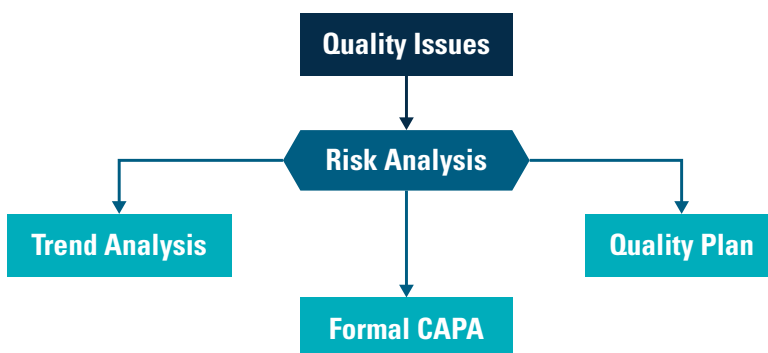 Quality Issues
Risk Analysis
Trend Analysis
Quality Plan
Formal CAPA